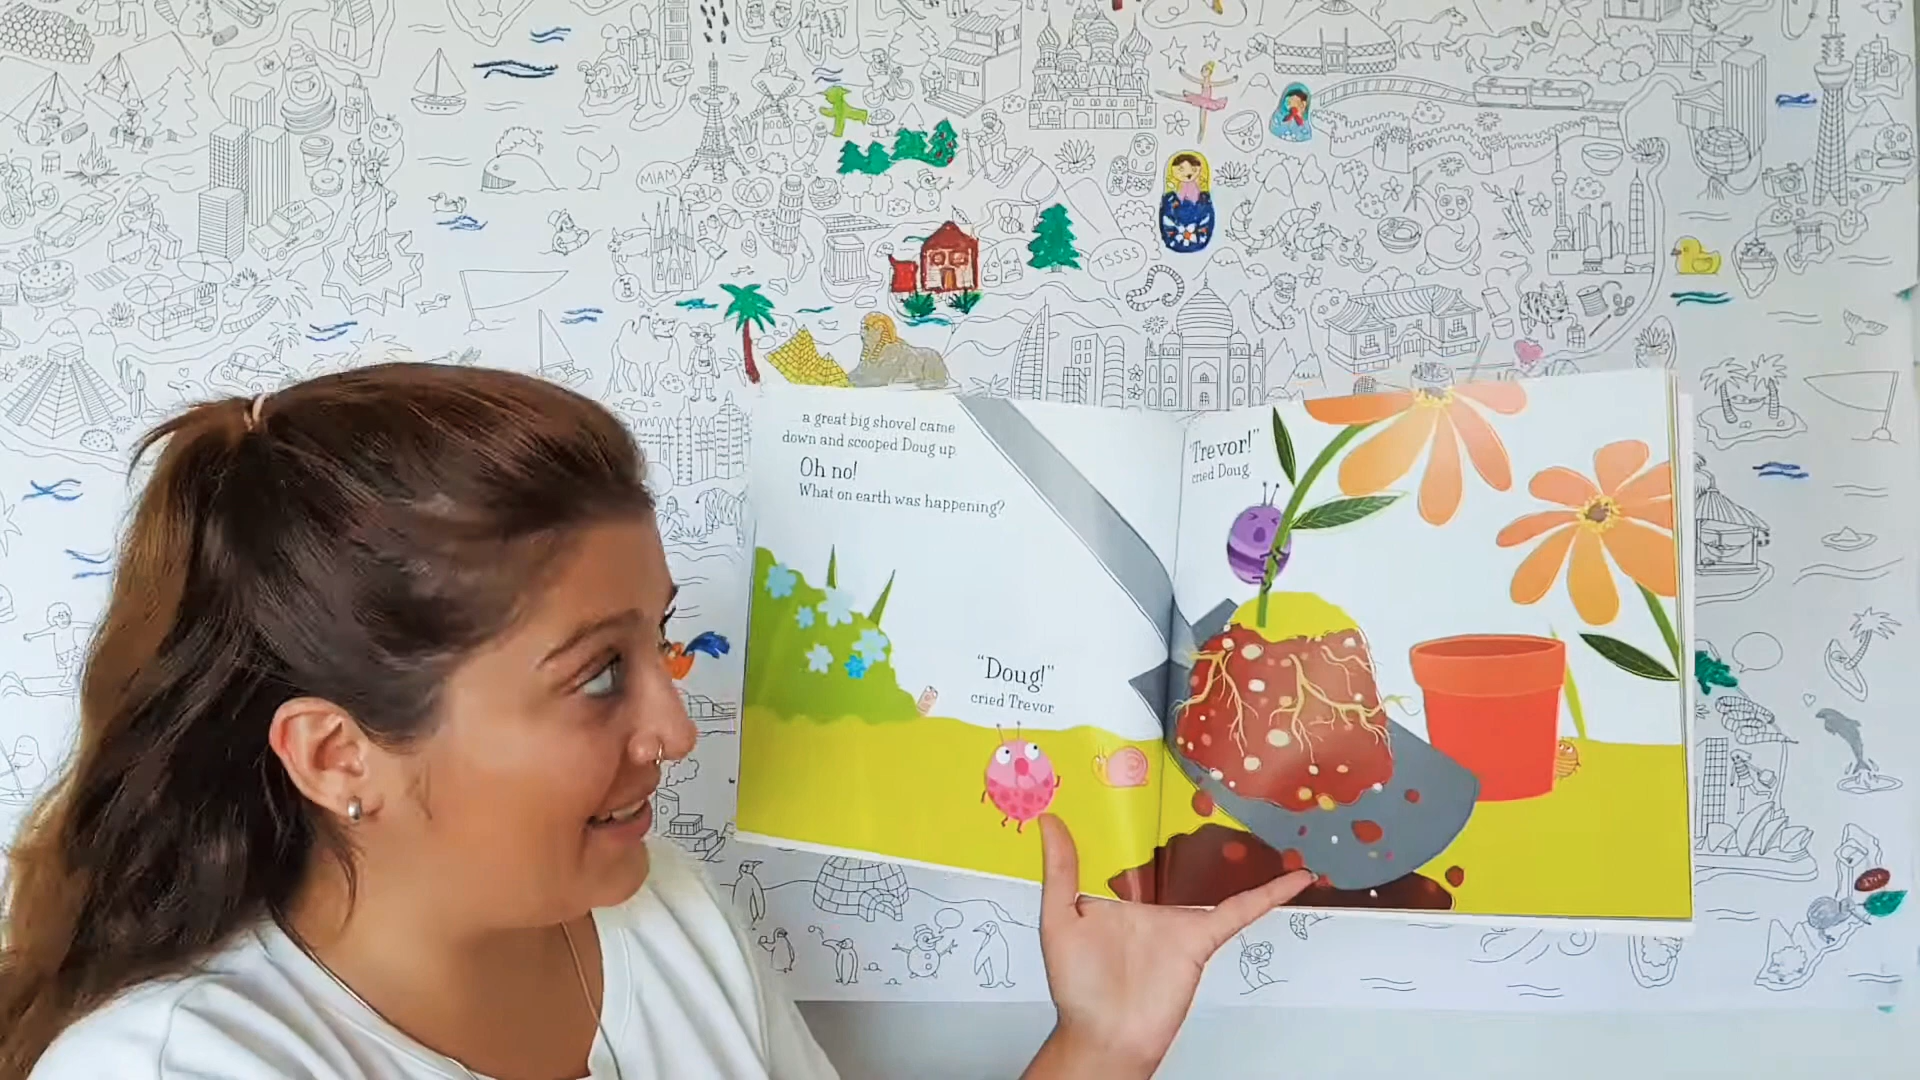 MIAM
TSSSS
a great big shovel came
down and scooped Doug up.
Oh no!
What on earth was happening?
"Doug!"
cried Trevor.
"Trevor!"
cried Doug.